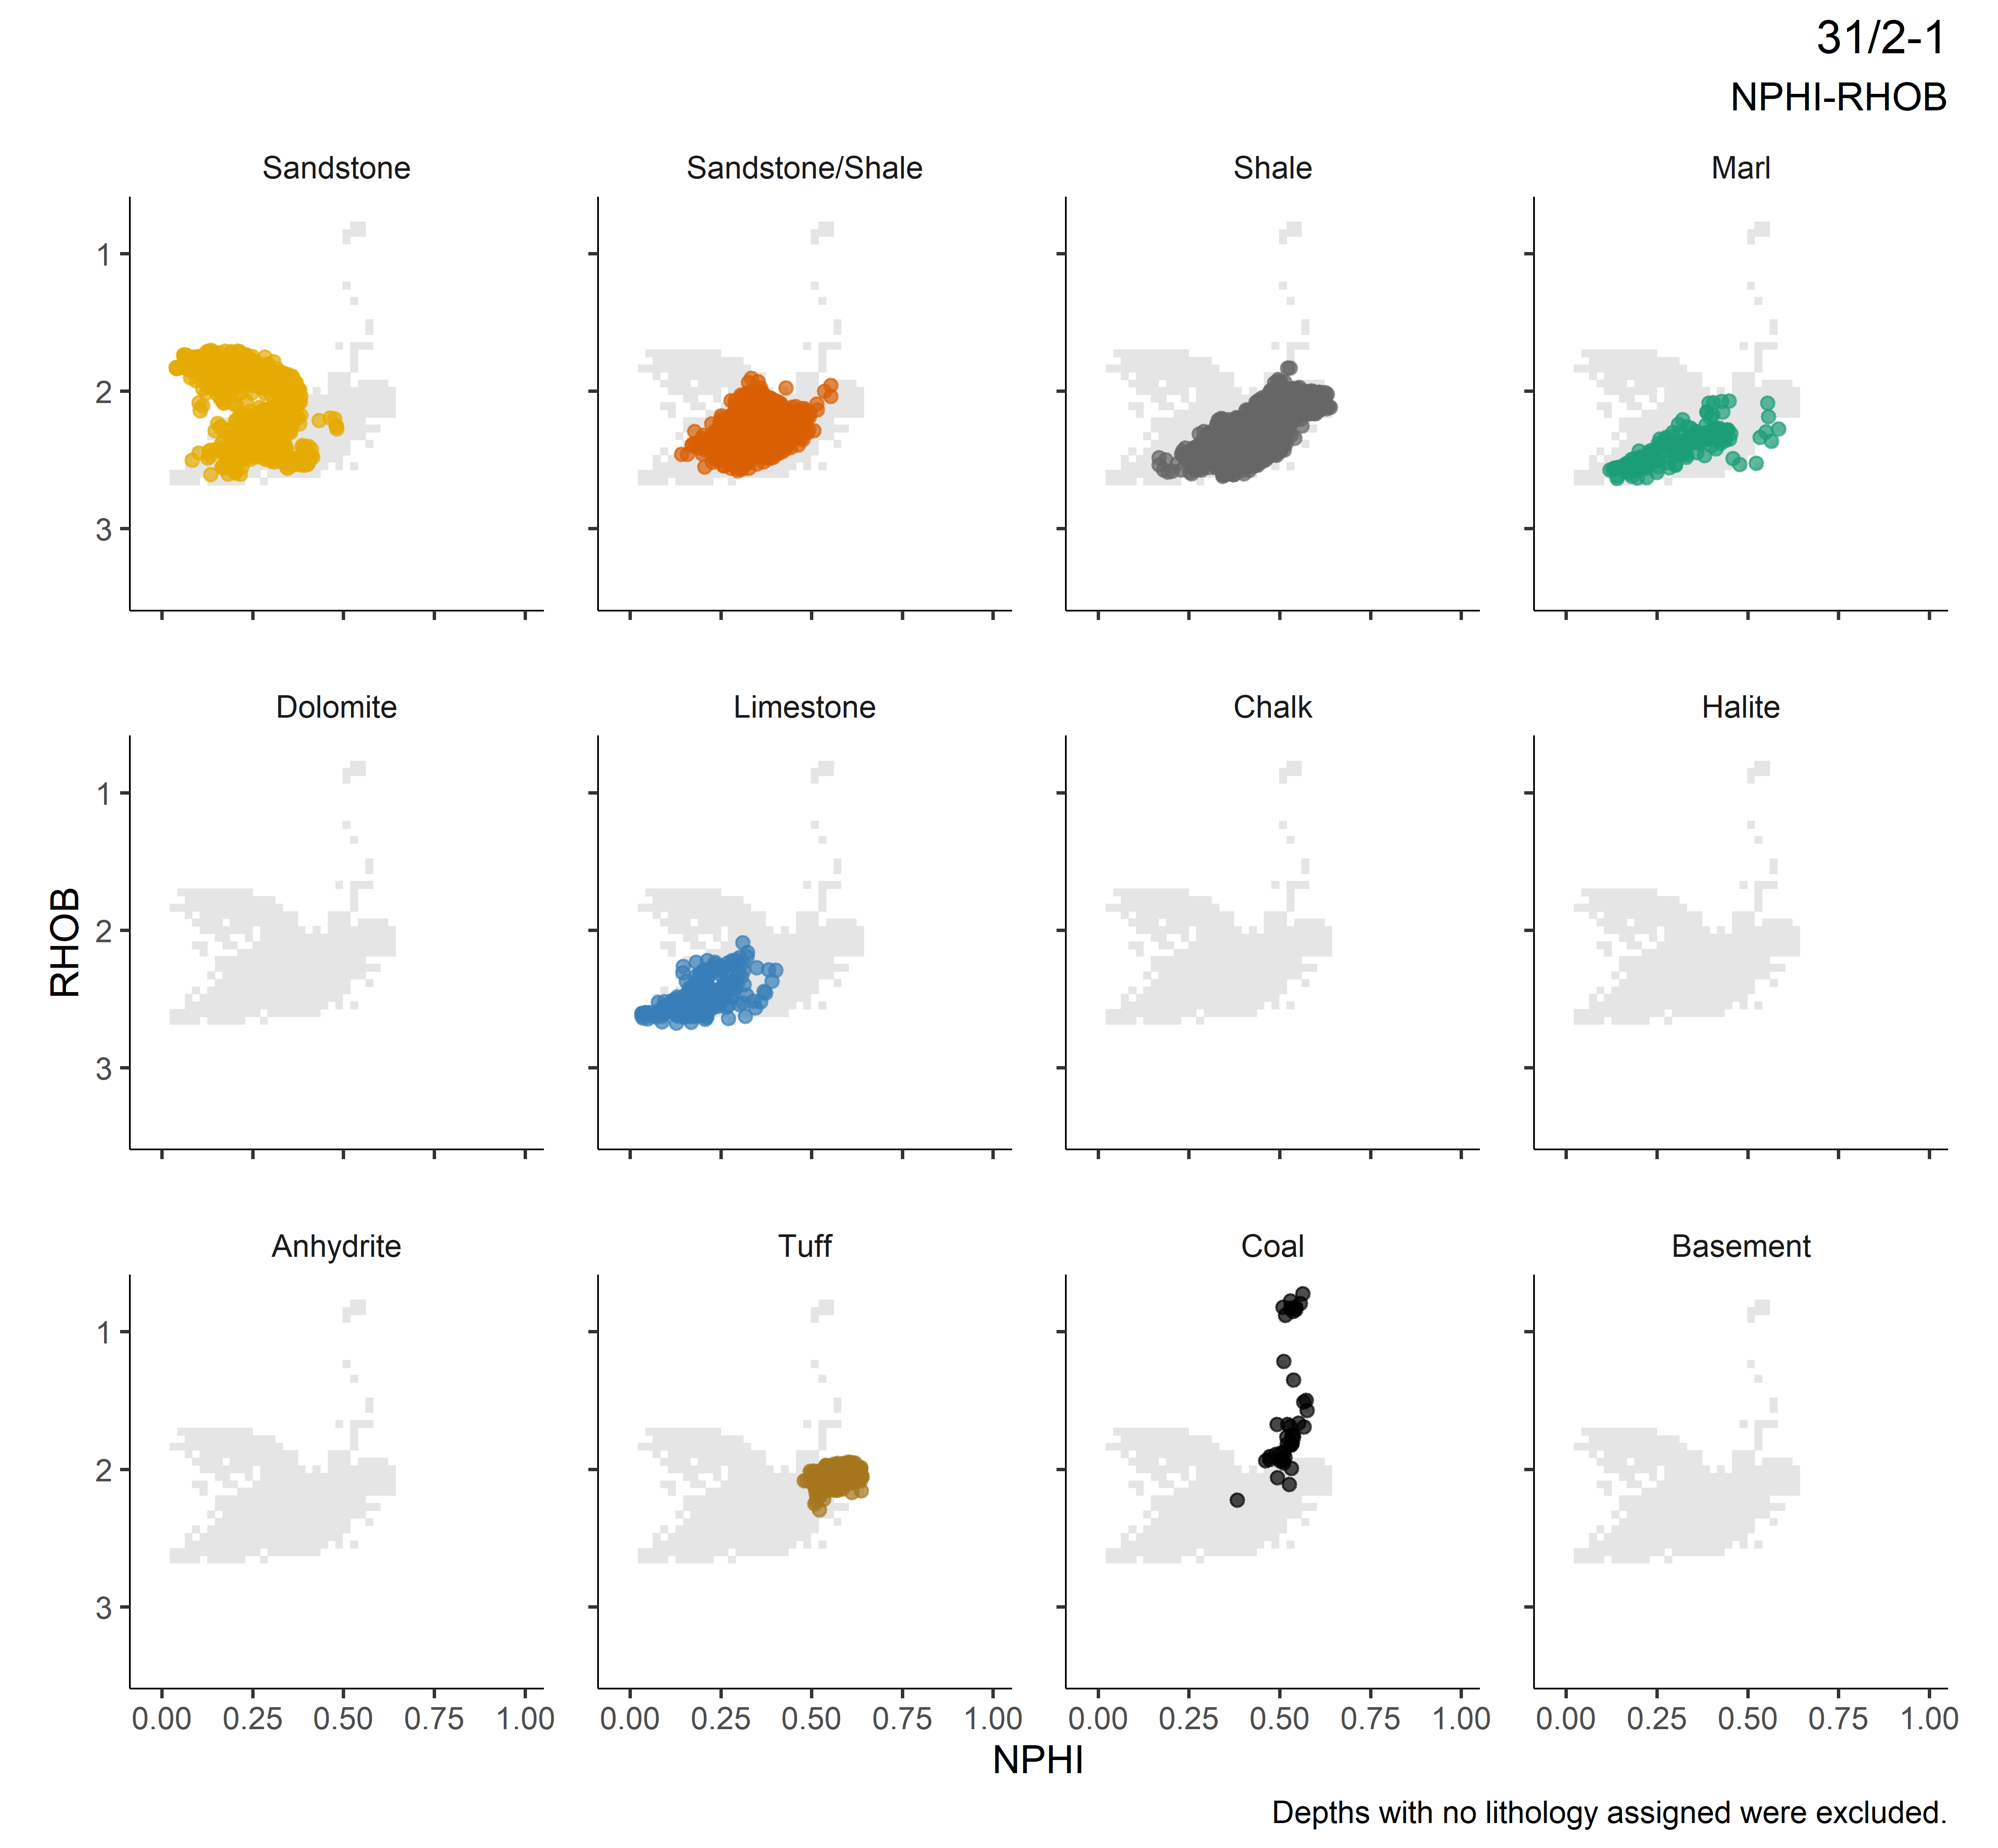 31/2-1
NPHI-RHOB
Sandstone
Sandstone/Shale
Shale
Marl
1
2
3
Dolomite
Limestone
Chalk
Halite
1
2
3
RHOB
Anhydrite
Tuff
Coal
Basement
1
2
3
0.00 0.25 0.50 0.75 1.00
0.00 0.25 0.50 0.75 1.00
0.00 0.25 0.50 0.75 1.00
0.00 0.25 0.50 0.75 1.00
NPHI
Depths with no lithology assigned were excluded.